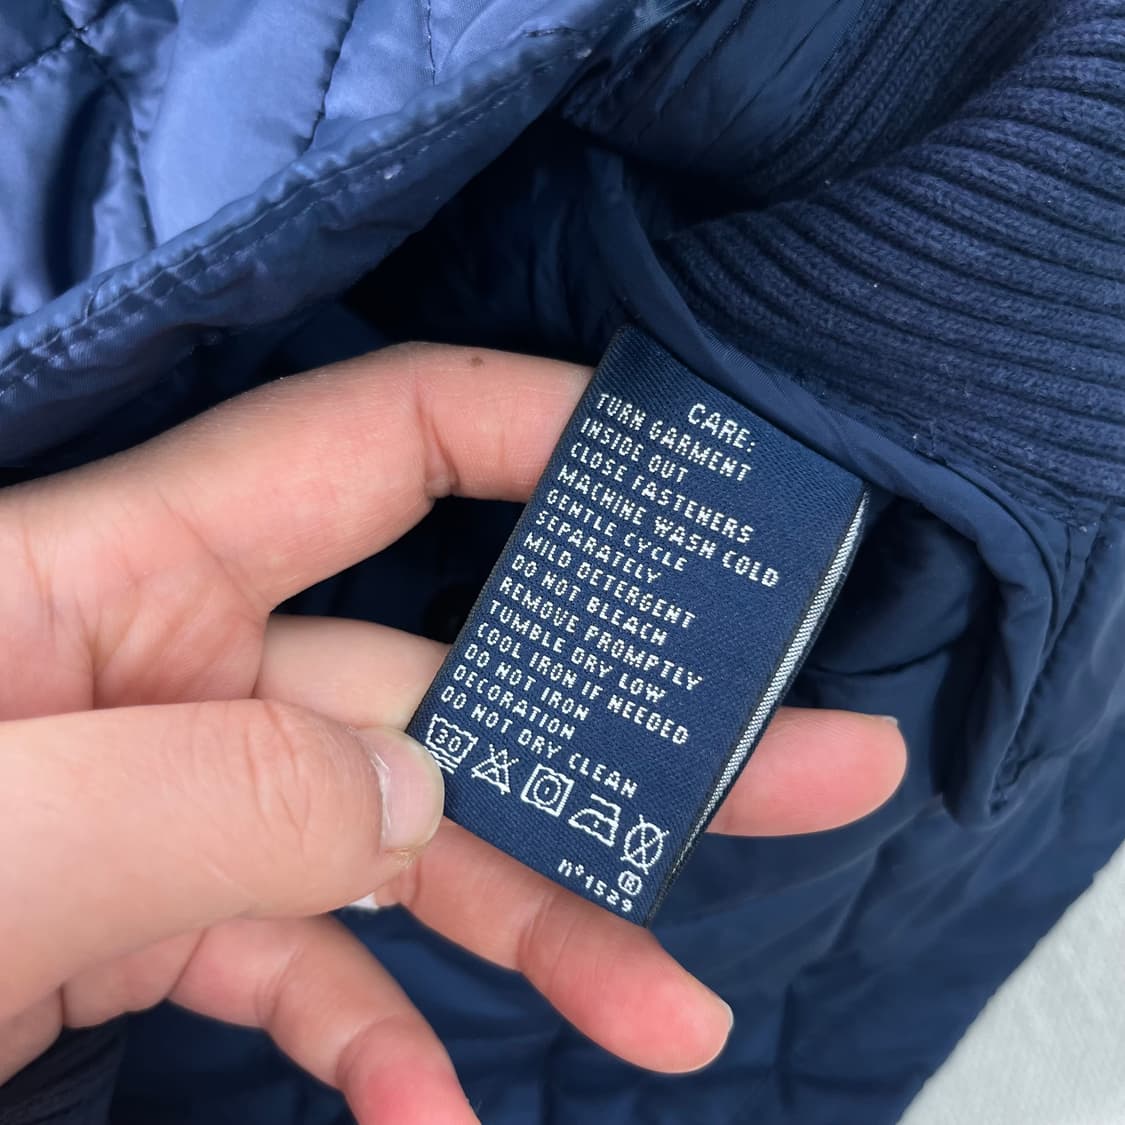 CARE:
TURN GARMENT
INSIDE OUT
CLOSE FASTENERS
MACHINE WASH COLD
GENTLE CYCLE
SEPARATELY
MILD DETERGENT
DO NOT BLEACH
REMOVE PROMPTLY
TUMBLE DRY LOW
COOL IRON IF NEEDED
DO NOT IRON
DECORATION
DO NOT DRY CLEAN
30
®
n°1529